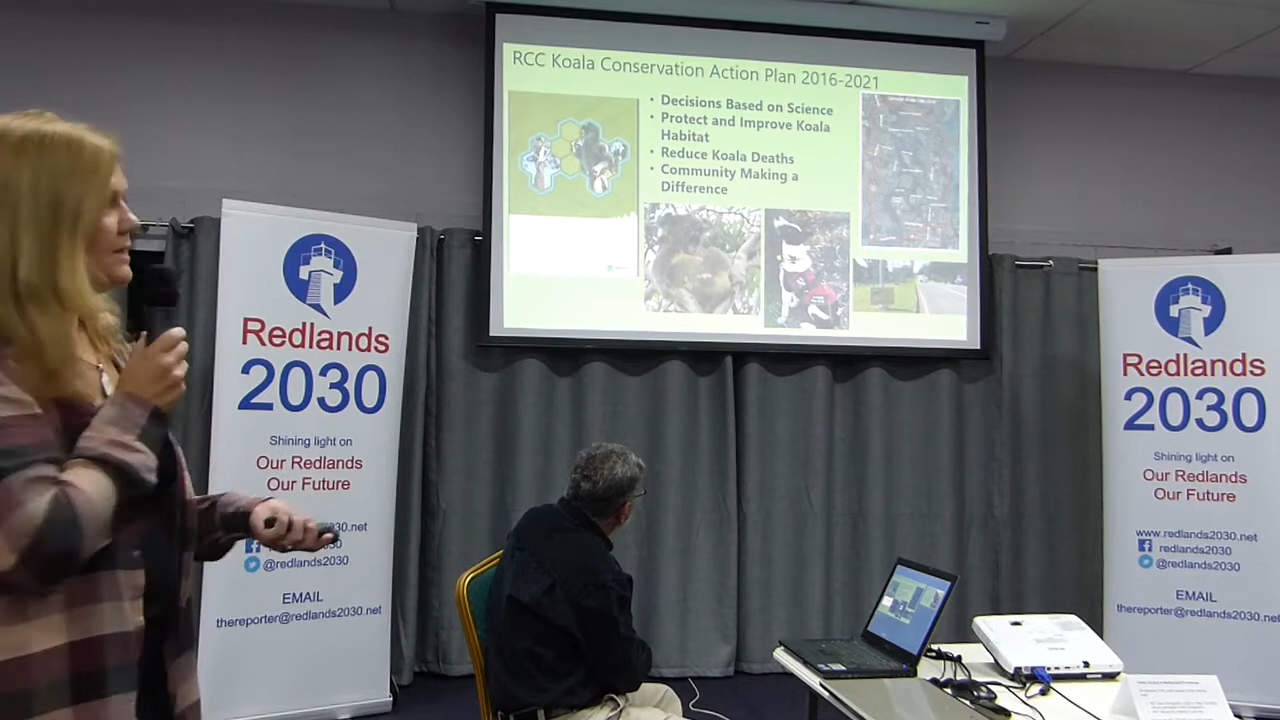 RCC Koala Conservation Action Plan 2016-2021
• Decisions Based on Science
• Protect and Improve Koala
Habitat
• Reduce Koala Deaths
• Community Making a
Difference
Redlands
2030
Shining light on
Our Redlands
Our Future
@redlands2030
EMAIL
thereporter@redlands2030.net
Redlands
2030
Shining light on
Our Redlands
Our Future
www.redlands2030.net
redlands2030
@redlands2030
EMAIL
thereporter@redlands2030.net